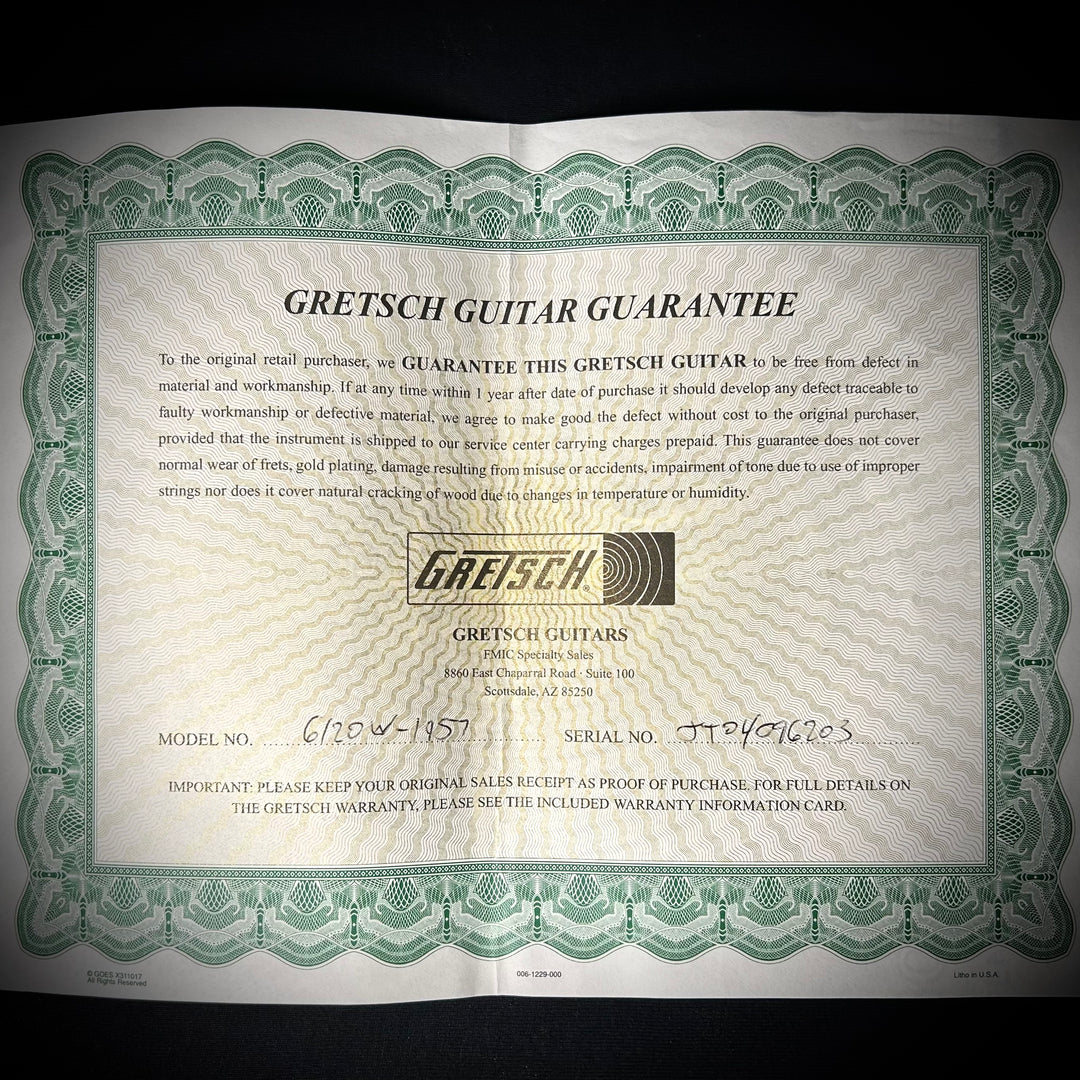 GRETSCH GUITAR GUARANTEE
To the original retail purchaser, we GUARANTEE THIS GRETSCH GUITAR to be free from defect in
material and workmanship. If at any time within 1 year after date of purchase it should develop any defect traceable to
faulty workmanship or defective material, we agree to make good the defect without cost to the original purchaser,
provided that the instrument is shipped to our service center carrying charges prepaid. This guarantee does not cover
normal wear of frets, gold plating, damage resulting from misuse or accidents, impairment of tone due to use of improper
strings nor does it cover natural cracking of wood due to changes in temperature or humidity.
GRETSCH®
GRETSCH GUITARS
FMIC Specialty Sales
8860 East Chaparral Road · Suite 100
Scottsdale, AZ 85250
MODEL NO. 6120W-1957 SERIAL NO. JT04096203
IMPORTANT: PLEASE KEEP YOUR ORIGINAL SALES RECEIPT AS PROOF OF PURCHASE. FOR FULL DETAILS ON
THE GRETSCH WARRANTY, PLEASE SEE THE INCLUDED WARRANTY INFORMATION CARD.
© GOES X311017
All Rights Reserved
006-1229-000
Litho in U.S.A.